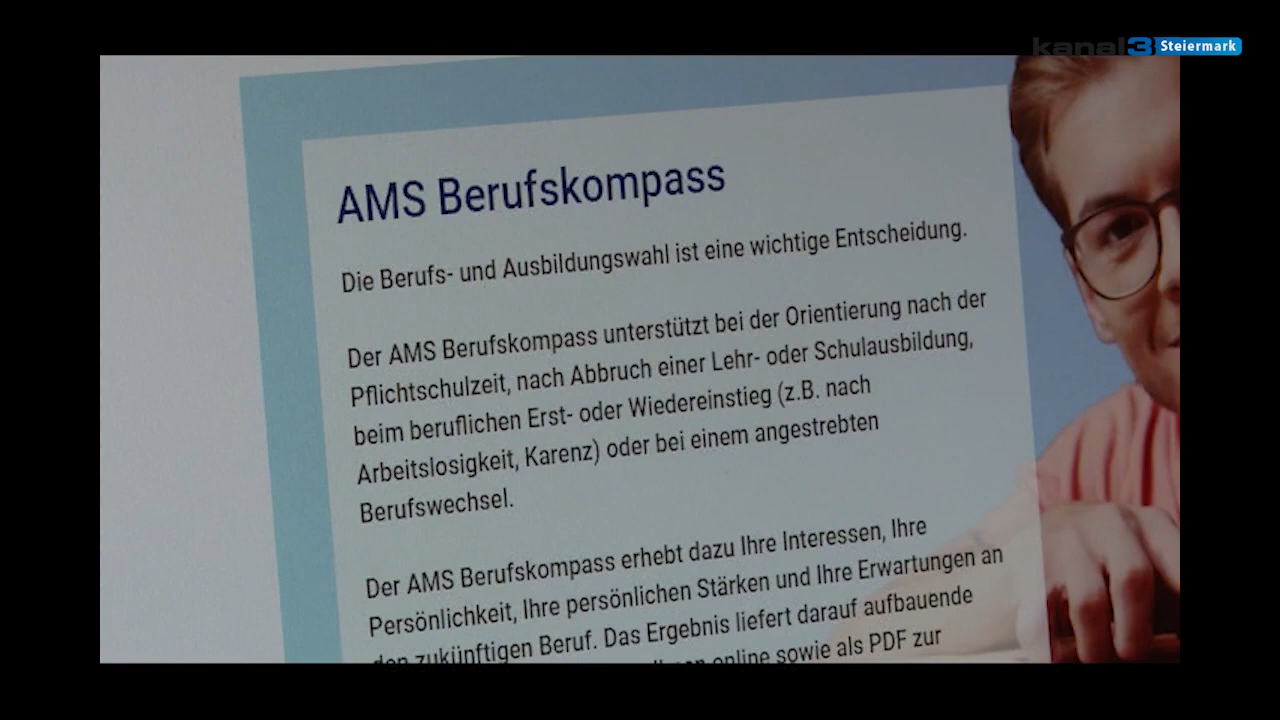 kanal3 Steiermark
AMS Berufskompass
Die Berufs- und Ausbildungswahl ist eine wichtige Entscheidung.
Der AMS Berufskompass unterstützt bei der Orientierung nach der
Pflichtschulzeit, nach Abbruch einer Lehr- oder Schulausbildung,
beim beruflichen Erst- oder Wiedereinstieg (z.B. nach
Arbeitslosigkeit, Karenz) oder bei einem angestrebten
Berufswechsel.
Der AMS Berufskompass erhebt dazu Ihre Interessen, Ihre
Persönlichkeit, Ihre persönlichen Stärken und Ihre Erwartungen an
den zukünftigen Beruf. Das Ergebnis liefert darauf aufbauende
online sowie als PDF zur